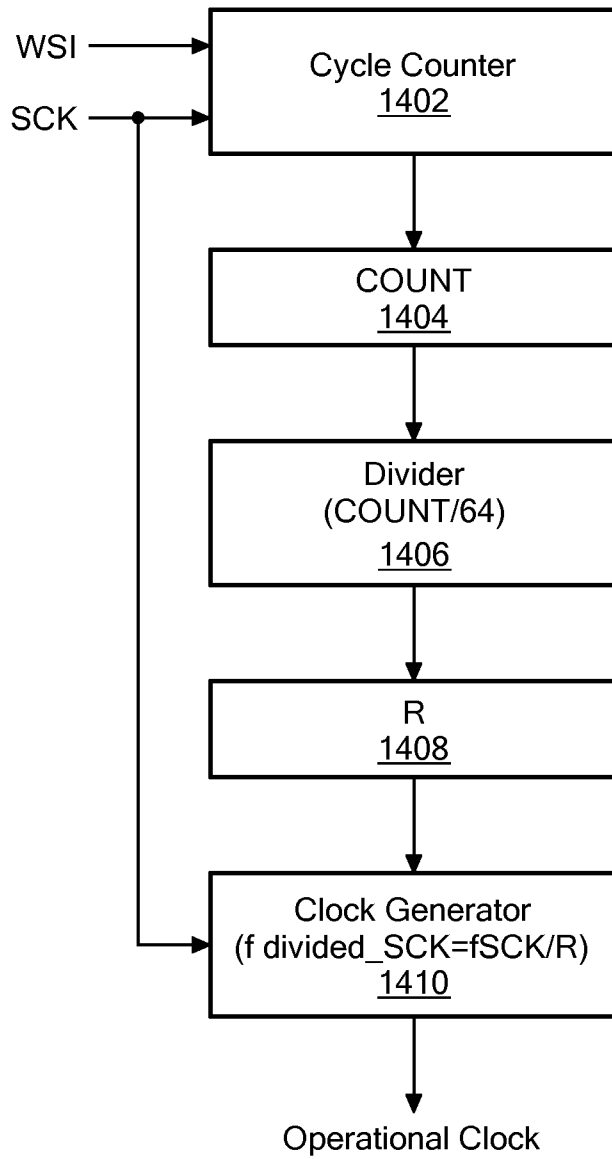 WSI
SCK
Cycle Counter
1402
COUNT
1404
Divider
(COUNT/64)
1406
R
1408
Clock Generator
(f divided_SCK=fSCK/R)
1410
Operational Clock